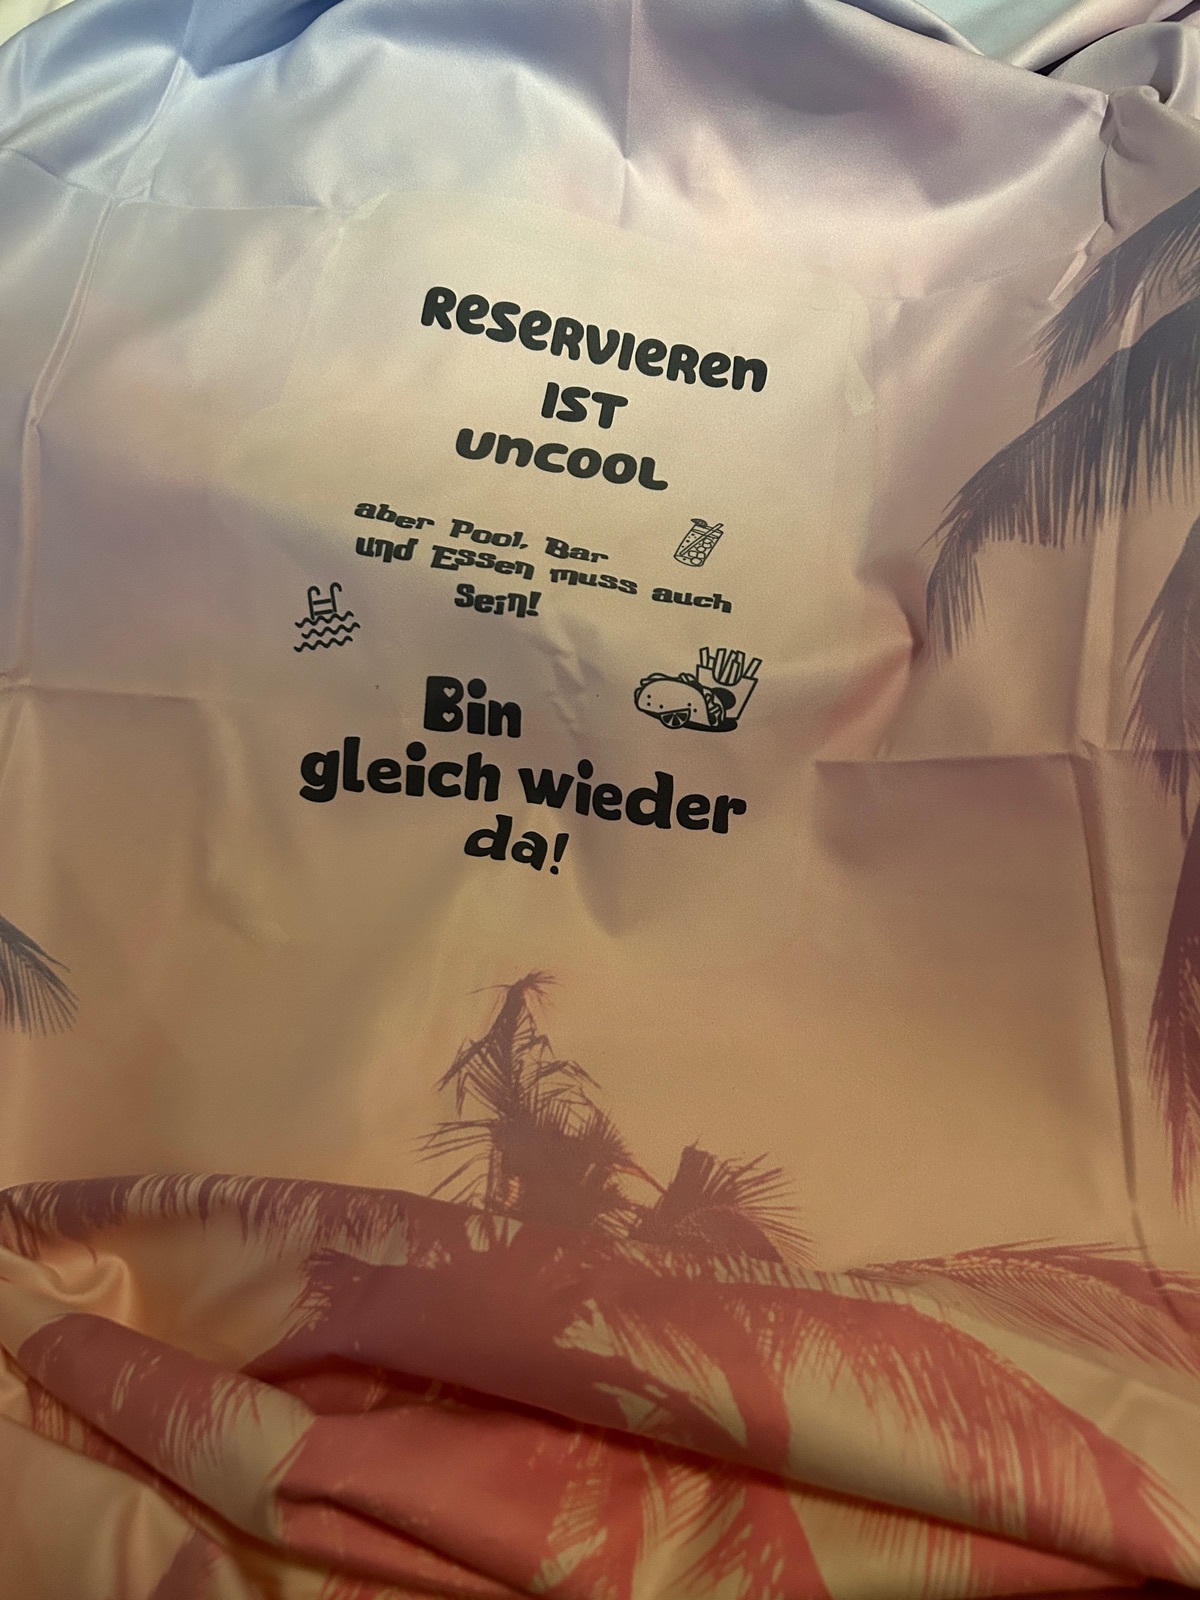 Reservieren
ist
uncool
aber Pool, Bar
und Essen muss auch
Sein!
Bin
gleich wieder
da!